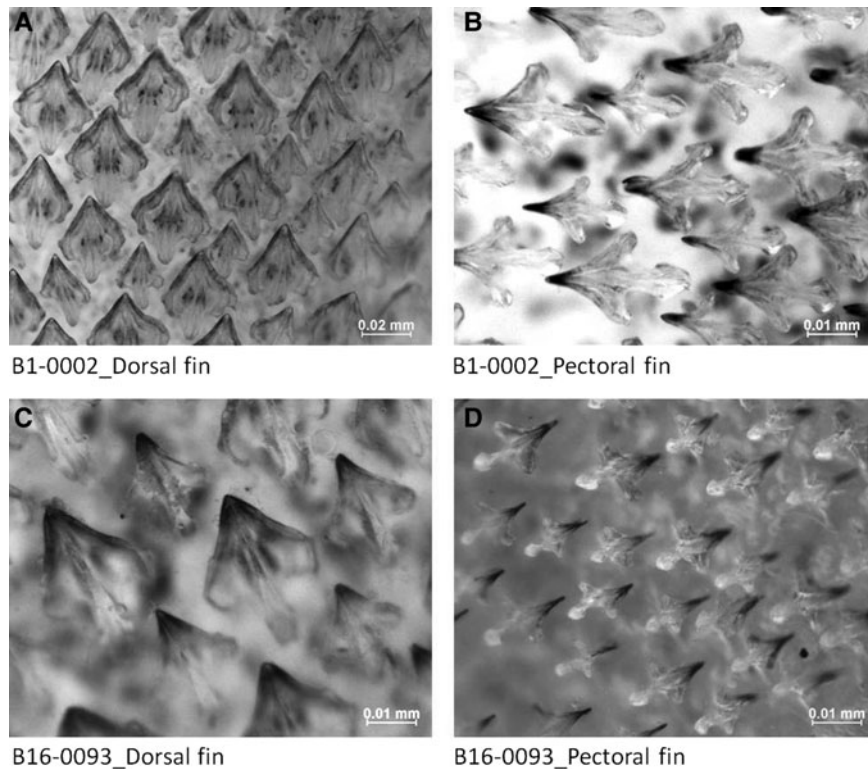 A
0.02 mm
B1-0002_Dorsal fin
B
0.01 mm
B1-0002_Pectoral fin
C
0.01 mm
B16-0093_Dorsal fin
D
0.01 mm
B16-0093_Pectoral fin